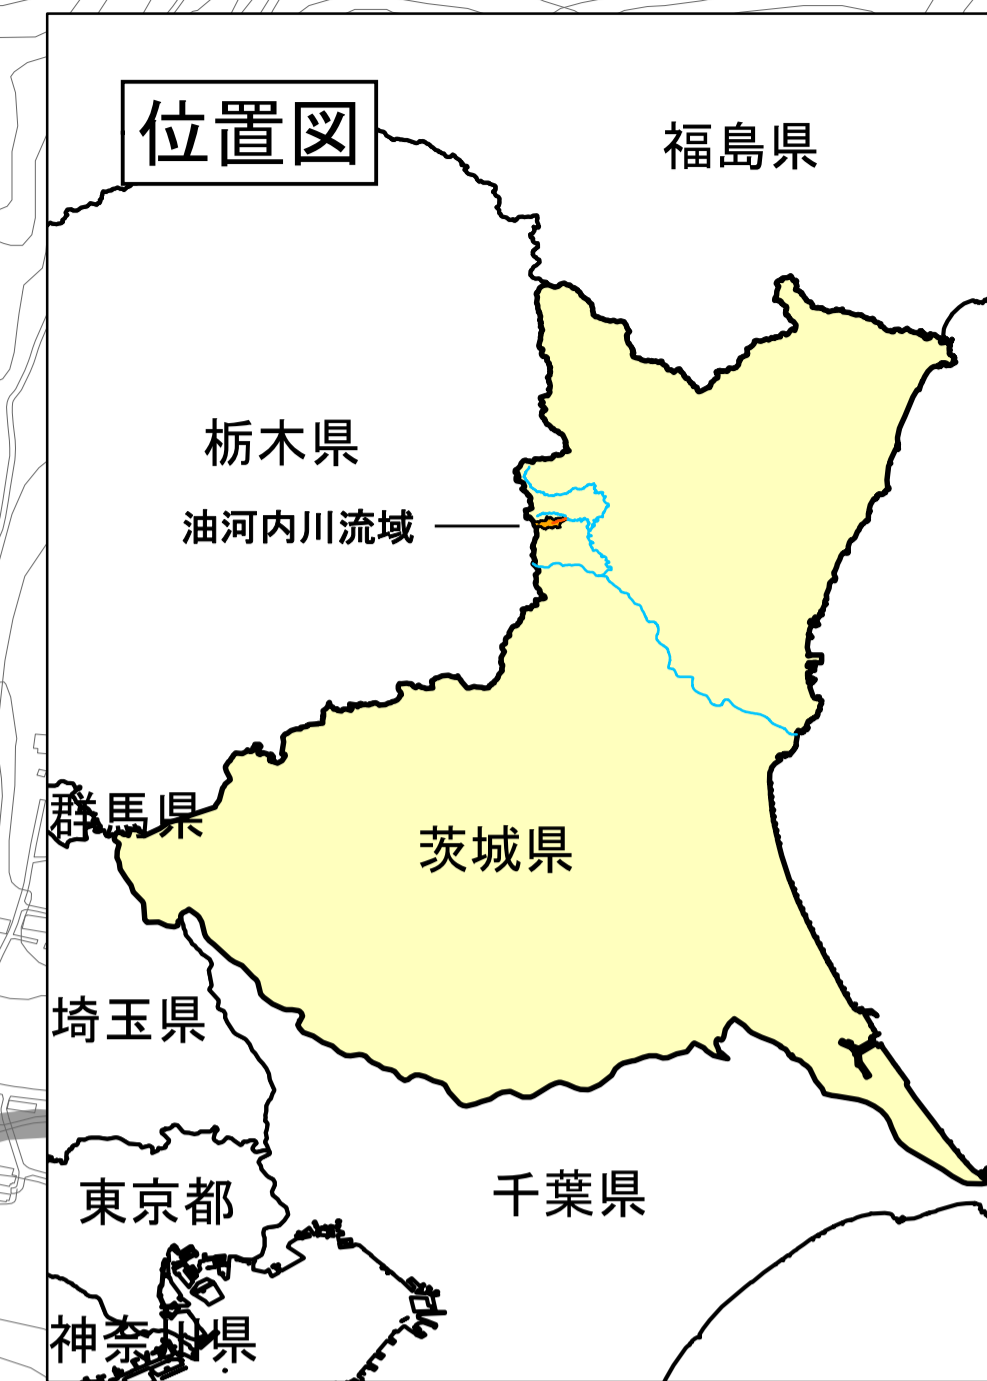 位置図
福島県
栃木県
油河内川流域
群馬県
茨城県
埼玉県
東京都
千葉県
神奈川県